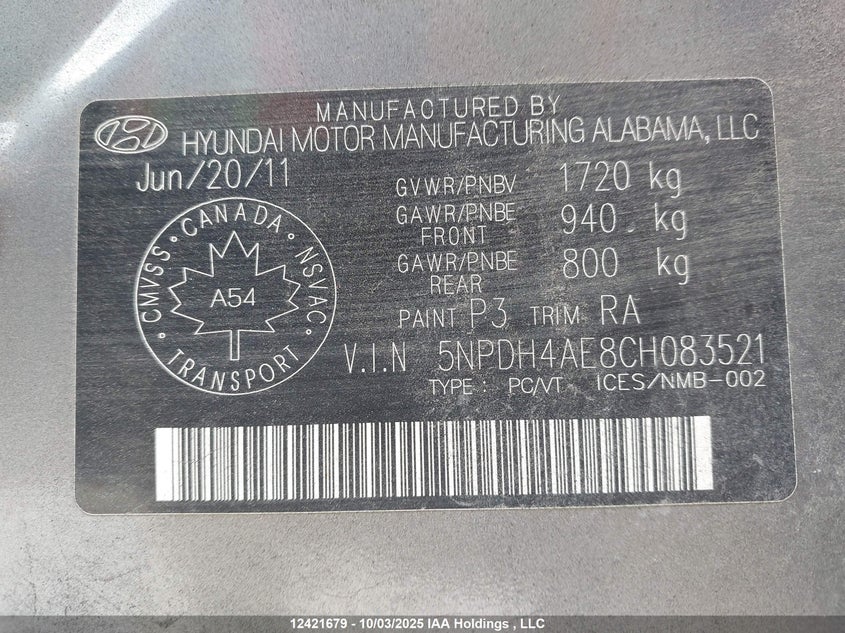 MANUFACTURED BY
HYUNDAI MOTOR MANUFACTURING ALABAMA, LLC
Jun/20/11
GVWR/PNBV 1720 kg
GAWR/PNBE FRONT 940 kg
GAWR/PNBE REAR 800 kg
CMVSS · CANADA · NSVAC · TRANSPORT ·
A54
PAINT P3 TRIM RA
V.I.N 5NPDH4AE8CH083521
TYPE : PC/VT ICES/NMB-002
12421679 - 10/03/2025 IAA Holdings , LLC